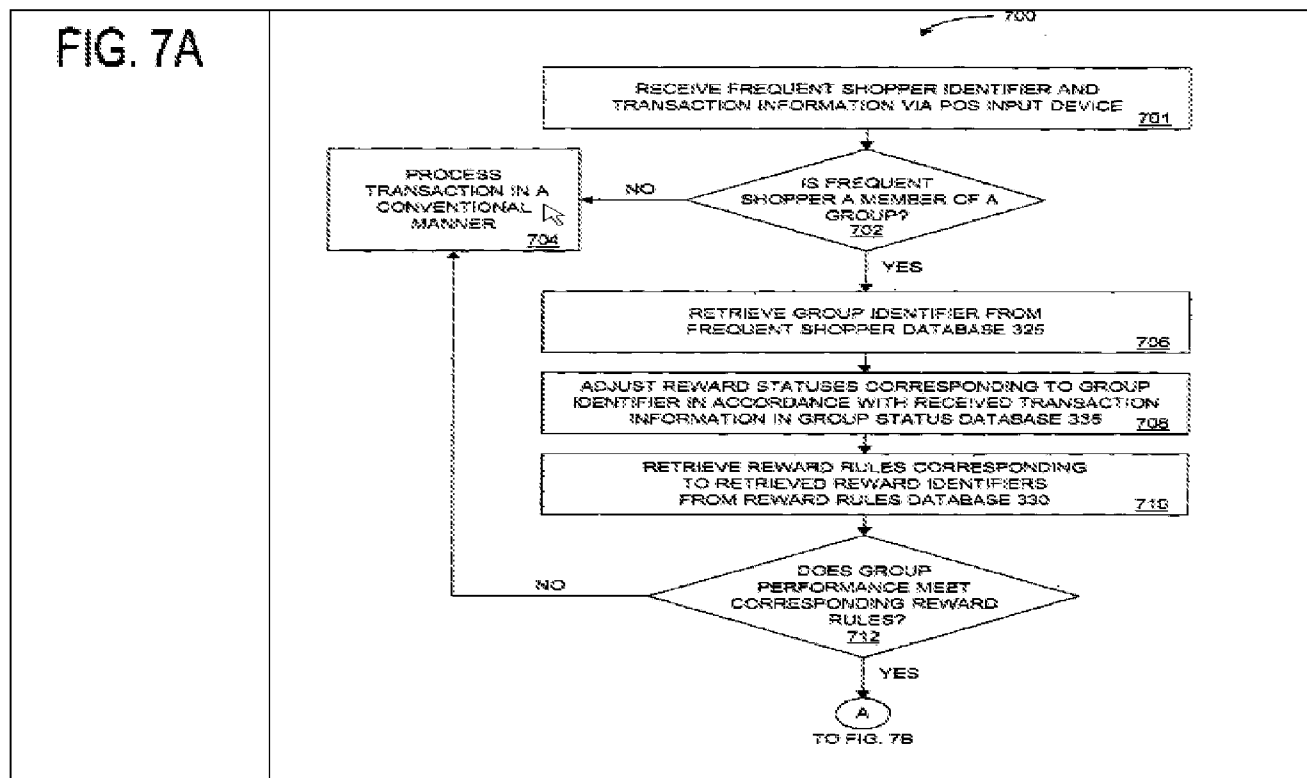 FIG. 7A
700
RECEIVE FREQUENT SHOPPER IDENTIFIER AND
TRANSACTION INFORMATION VIA POS INPUT DEVICE
701
PROCESS
TRANSACTION IN A
CONVENTIONAL
MANNER
704
NO
IS FREQUENT
SHOPPER A MEMBER OF A
GROUP?
702
YES
RETRIEVE GROUP IDENTIFIER FROM
FREQUENT SHOPPER DATABASE 325
706
ADJUST REWARD STATUSES CORRESPONDING TO GROUP
IDENTIFIER IN ACCORDANCE WITH RECEIVED TRANSACTION
INFORMATION IN GROUP STATUS DATABASE 335
708
RETRIEVE REWARD RULES CORRESPONDING
TO RETRIEVED REWARD IDENTIFIERS
FROM REWARD RULES DATABASE 330
710
NO
DOES GROUP
PERFORMANCE MEET
CORRESPONDING REWARD
RULES?
712
YES
A
TO FIG. 7B